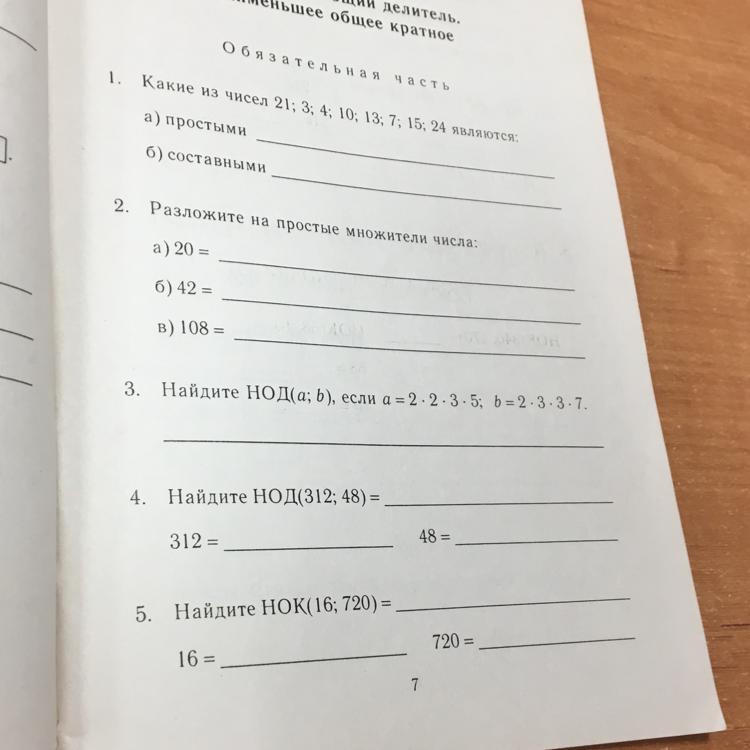 делитель.
общее кратное
Обязательная часть
1. Какие из чисел 21; 3; 4; 10; 13; 7; 15; 24 являются:
а) простыми
б) составными
2. Разложите на простые множители числа:
а) 20 =
б) 42 =
в) 108 =
3. Найдите НОД(a; b), если a = 2 · 2 · 3 · 5; b = 2 · 3 · 3 · 7.
4. Найдите НОД(312; 48) =
312 = 48 =
5. Найдите НОК(16; 720) =
16 = 720 =
7